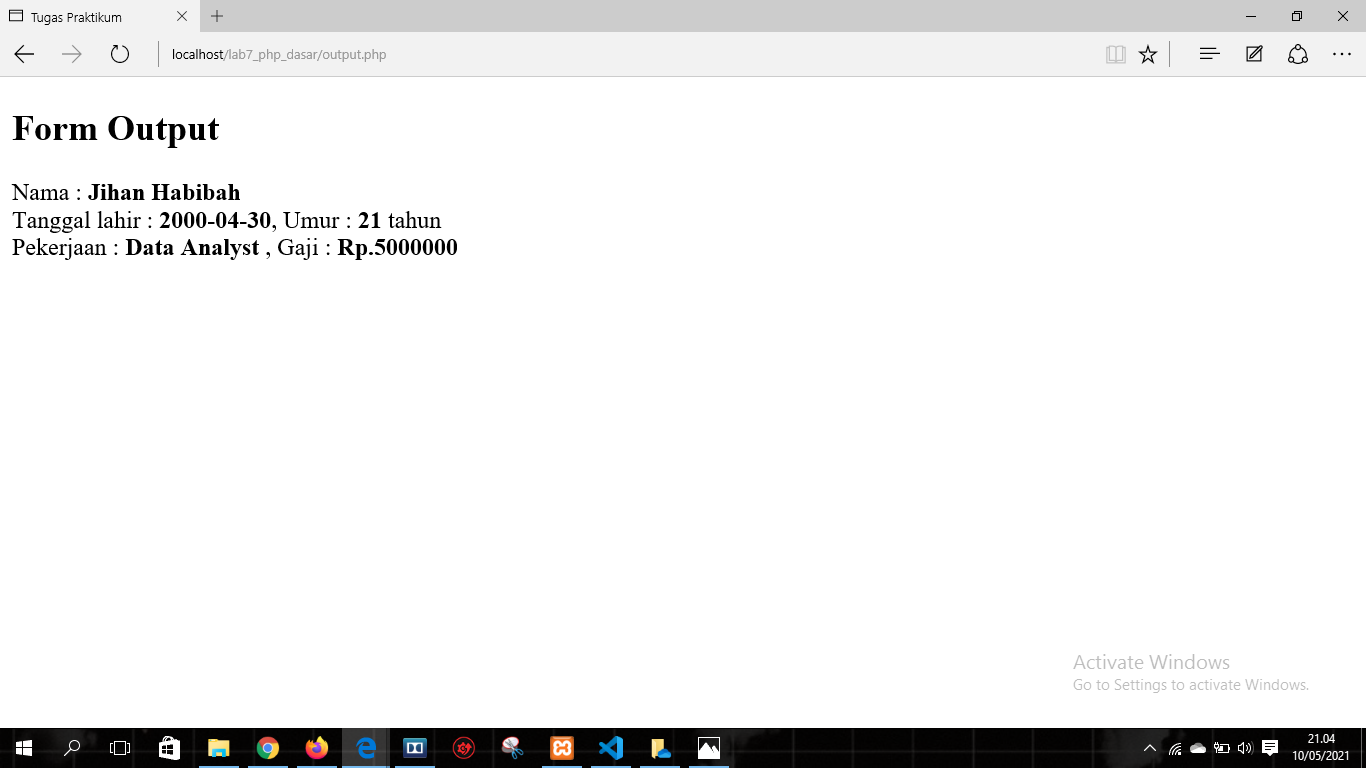 Tugas Praktikum
localhost/lab7_php_dasar/output.php
Form Output
Nama : Jihan Habibah
Tanggal lahir : 2000-04-30, Umur : 21 tahun
Pekerjaan : Data Analyst , Gaji : Rp.5000000
Activate Windows
Go to Settings to activate Windows.
21.04
10/05/2021